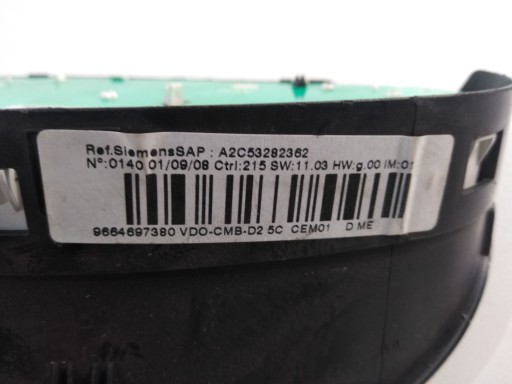 Ref.SiemensSAP : A2C53282362
N°:0140 01/09/08 Ctrl:215 SW:11.03 HW:g.00 IM:01
9664697380 VDO-CMB-D2 5C CEM01 D ME